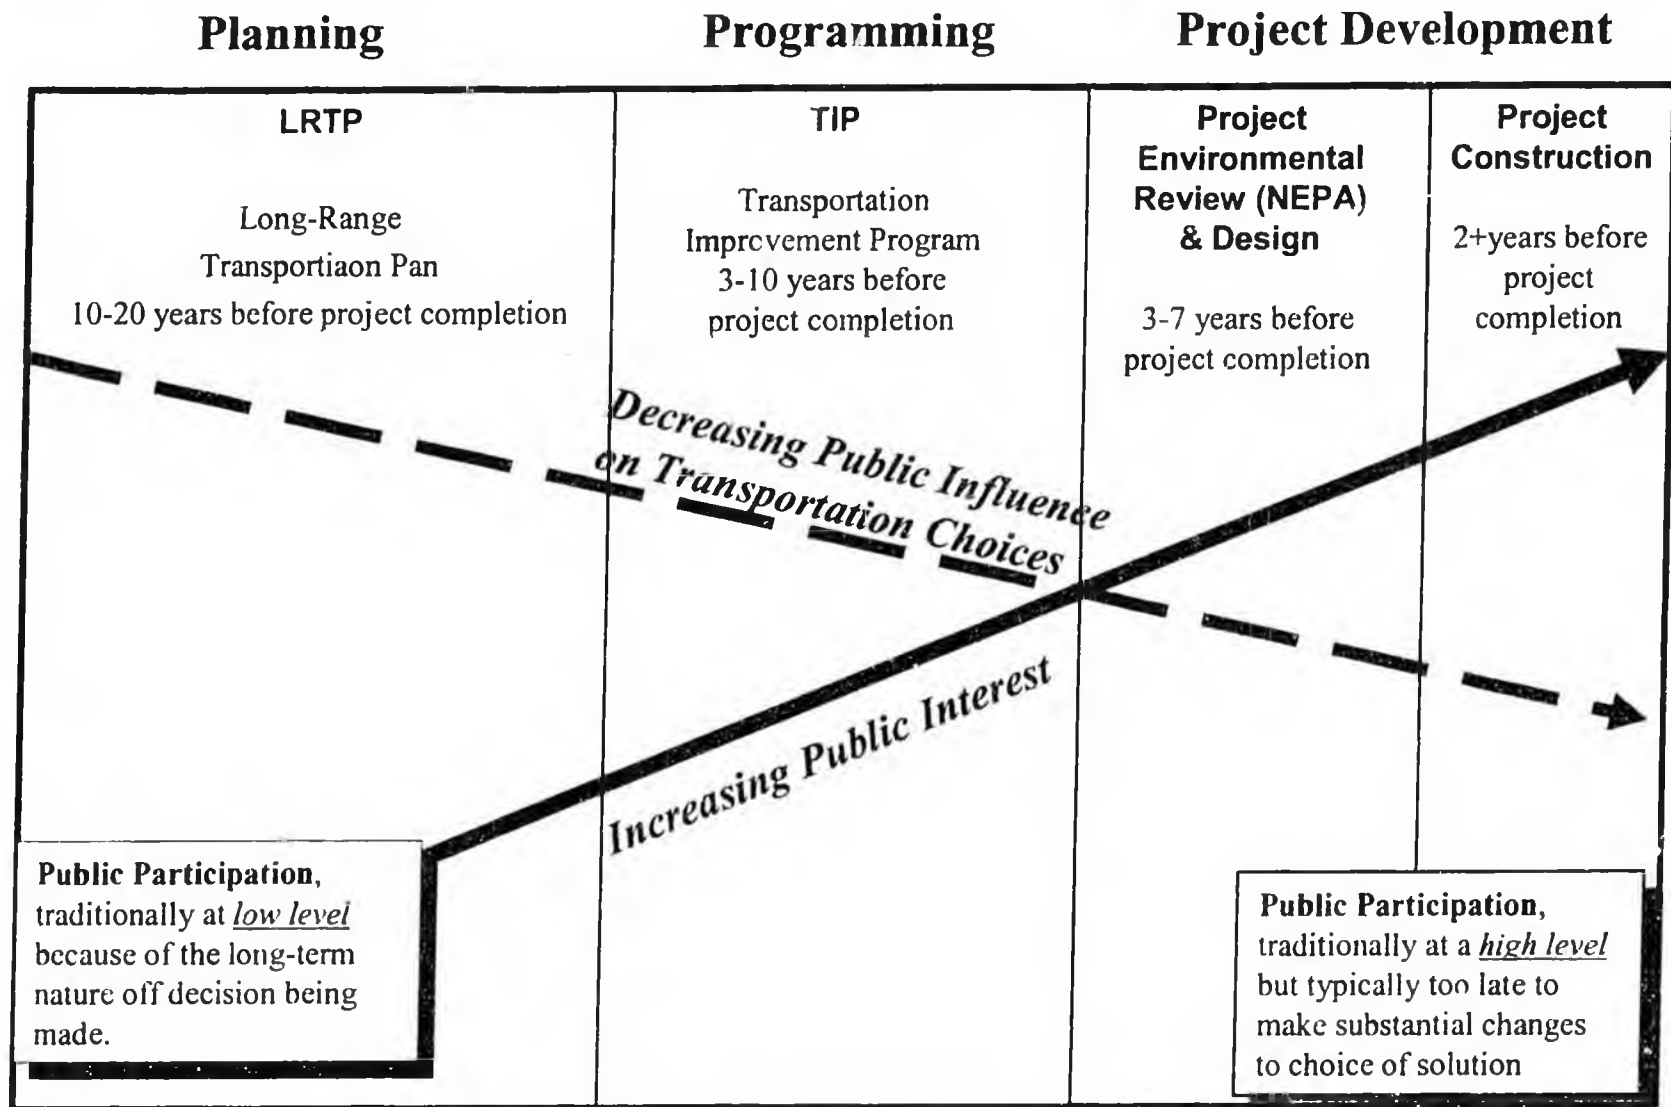 Planning
Programming
Project Development
LRTP
Long-Range
Transportiaon Pan
10-20 years before project completion
TIP
Transportation
Imprcvement Program
3-10 years before
project completion
Project
Environmental
Review (NEPA)
& Design
3-7 years before
project completion
Project
Construction
2+years before
project
completion
Decreasing Public Influence
on Transportation Choices
Increasing Public Interest
Public Participation,
traditionally at low level
because of the long-term
nature off decision being
made.
Public Participation,
traditionally at a high level
but typically too late to
make substantial changes
to choice of solution